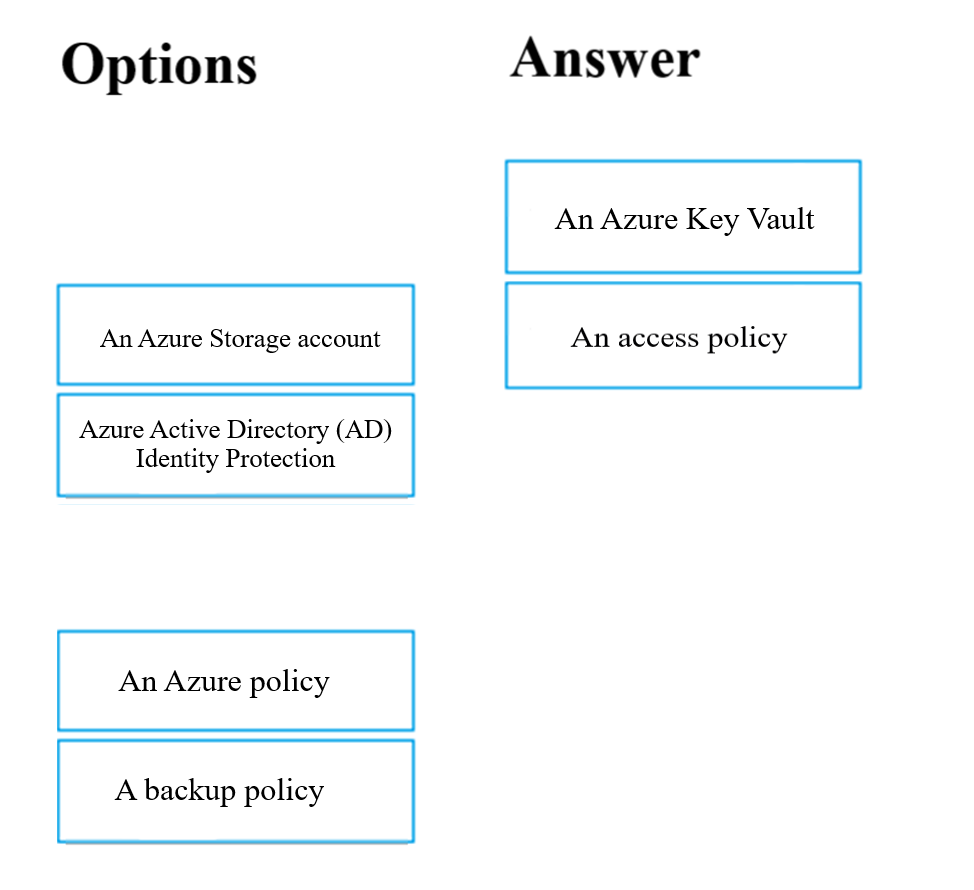 Options
Answer
An Azure Key Vault
An access policy
An Azure Storage account
Azure Active Directory (AD)
Identity Protection
An Azure policy
A backup policy